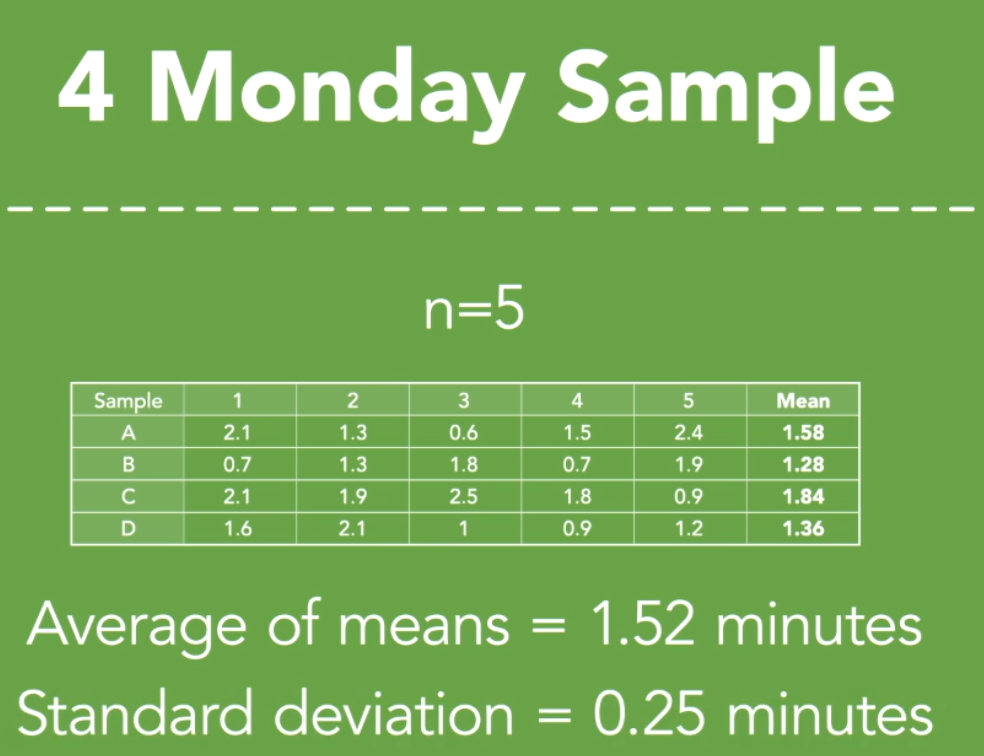 4 Monday Sample
n=5
Sample 1 2 3 4 5 Mean
A 2.1 1.3 0.6 1.5 2.4 1.58
B 0.7 1.3 1.8 0.7 1.9 1.28
C 2.1 1.9 2.5 1.8 0.9 1.84
D 1.6 2.1 1 0.9 1.2 1.36
Average of means = 1.52 minutes
Standard deviation = 0.25 minutes